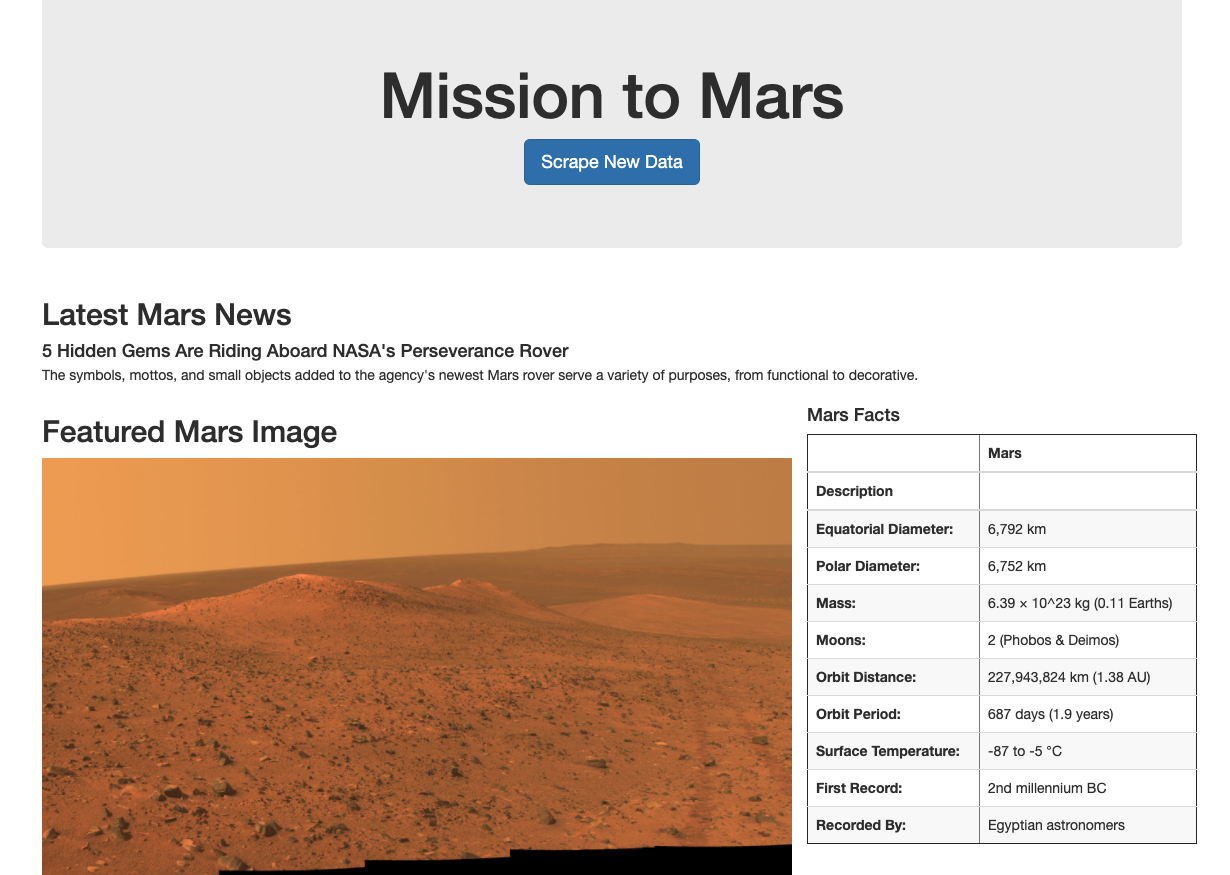 Mission to Mars
Scrape New Data
Latest Mars News
5 Hidden Gems Are Riding Aboard NASA's Perseverance Rover
The symbols, mottos, and small objects added to the agency's newest Mars rover serve a variety of purposes, from functional to decorative.
Featured Mars Image
Mars Facts
Mars
Description
Equatorial Diameter: 6,792 km
Polar Diameter: 6,752 km
Mass: 6.39 × 10^23 kg (0.11 Earths)
Moons: 2 (Phobos & Deimos)
Orbit Distance: 227,943,824 km (1.38 AU)
Orbit Period: 687 days (1.9 years)
Surface Temperature: -87 to -5 °C
First Record: 2nd millennium BC
Recorded By: Egyptian astronomers